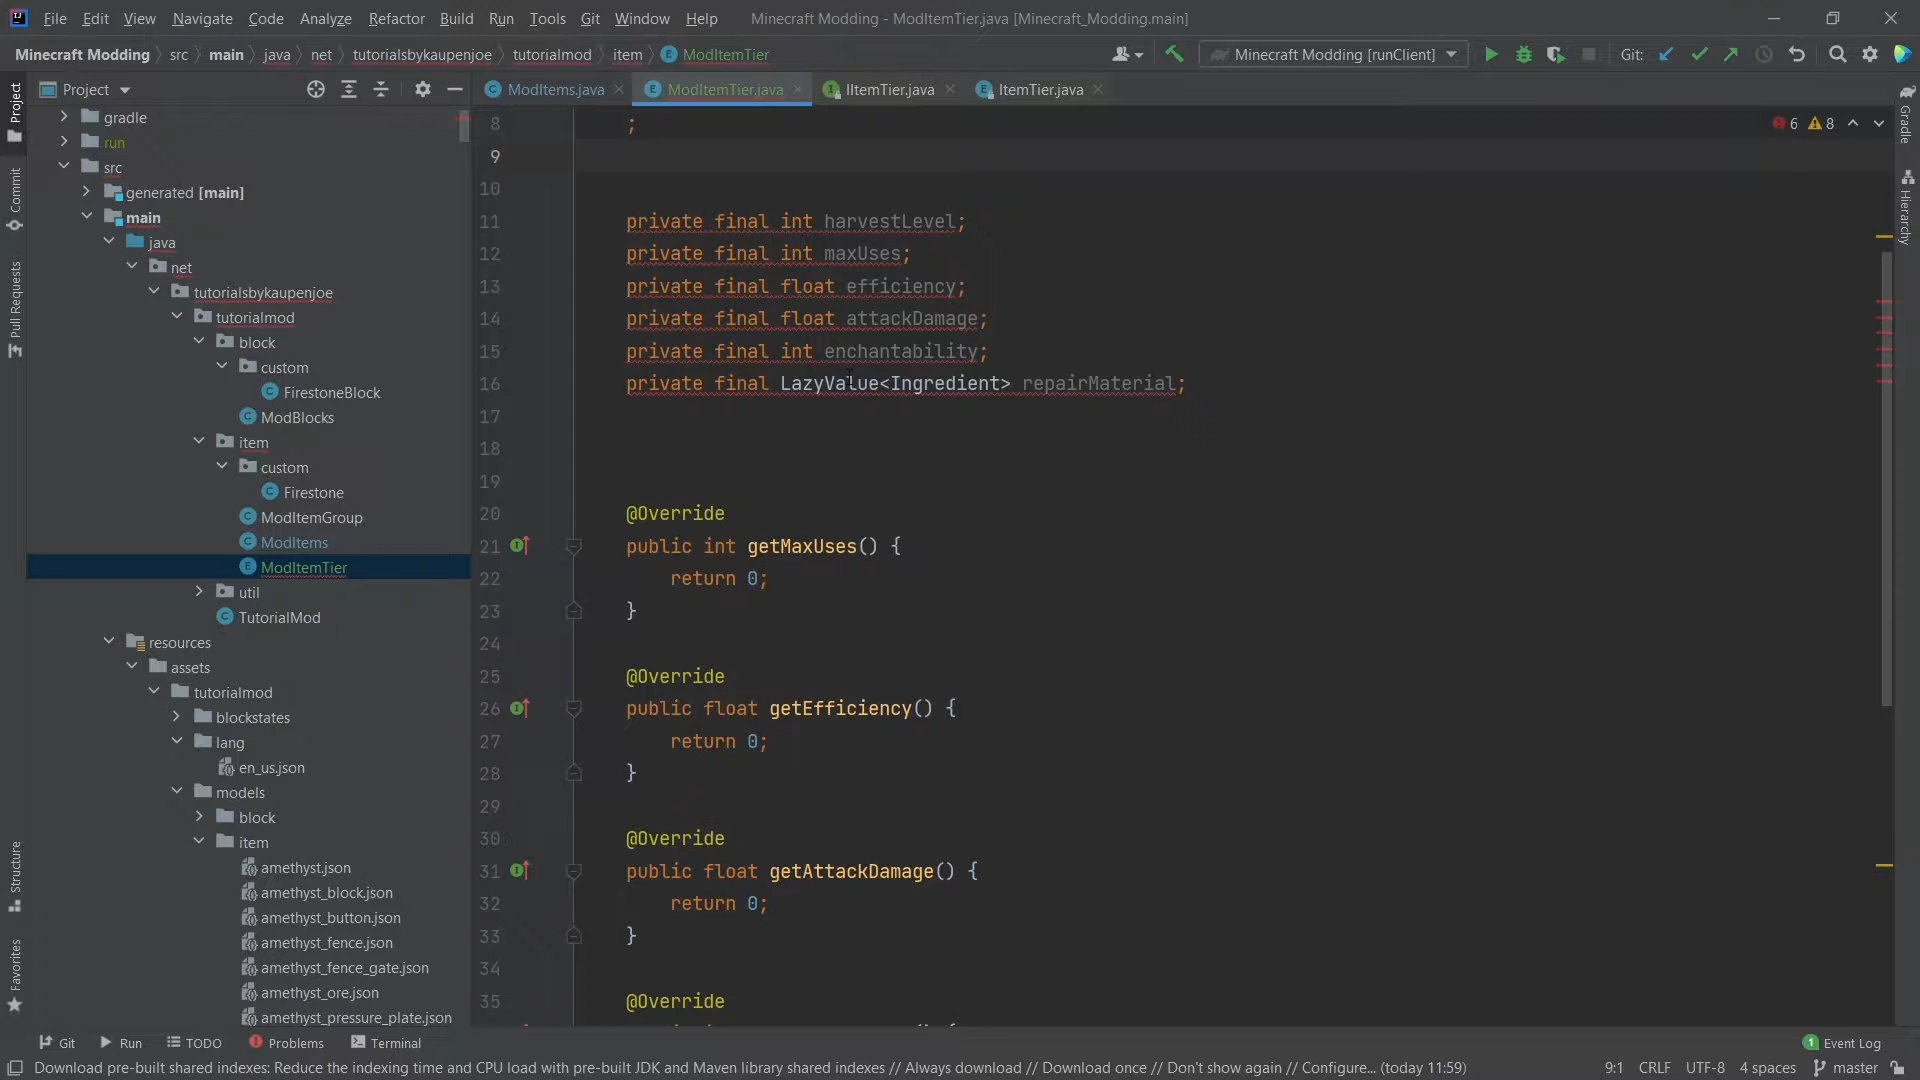 File Edit View Navigate Code Analyze Refactor Build Run Tools Git Window Help Minecraft Modding - ModItemTier.java [Minecraft_Modding.main]
Minecraft Modding src main java net tutorialsbykaupenjoe tutorialmod item ModItemTier Minecraft Modding [runClient] Git:
Project
ModItems.java ModItemTier.java IItemTier.java ItemTier.java
Project
Commit
Pull Requests
Structure
Favorites
gradle
run
src
generated [main]
main
java
net
tutorialsbykaupenjoe
tutorialmod
block
custom
FirestoneBlock
ModBlocks
item
custom
Firestone
ModItemGroup
ModItems
ModItemTier
util
TutorialMod
resources
assets
tutorialmod
blockstates
lang
en_us.json
models
block
item
amethyst.json
amethyst_block.json
amethyst_button.json
amethyst_fence.json
amethyst_fence_gate.json
amethyst_ore.json
amethyst_pressure_plate.json
8 ;
6 8
9
10
11 private final int harvestLevel;
12 private final int maxUses;
13 private final float efficiency;
14 private final float attackDamage;
15 private final int enchantability;
16 private final LazyValue<Ingredient> repairMaterial;
17
18
19
20 @Override
21 public int getMaxUses() {
22 return 0;
23 }
24
25 @Override
26 public float getEfficiency() {
27 return 0;
28 }
29
30 @Override
31 public float getAttackDamage() {
32 return 0;
33 }
34
35 @Override
Gradle
Hierarchy
Git Run TODO Problems Terminal 1 Event Log
Download pre-built shared indexes: Reduce the indexing time and CPU load with pre-built JDK and Maven library shared indexes // Always download // Download once // Don't show again // Configure... (today 11:59) 9:1 CRLF UTF-8 4 spaces master